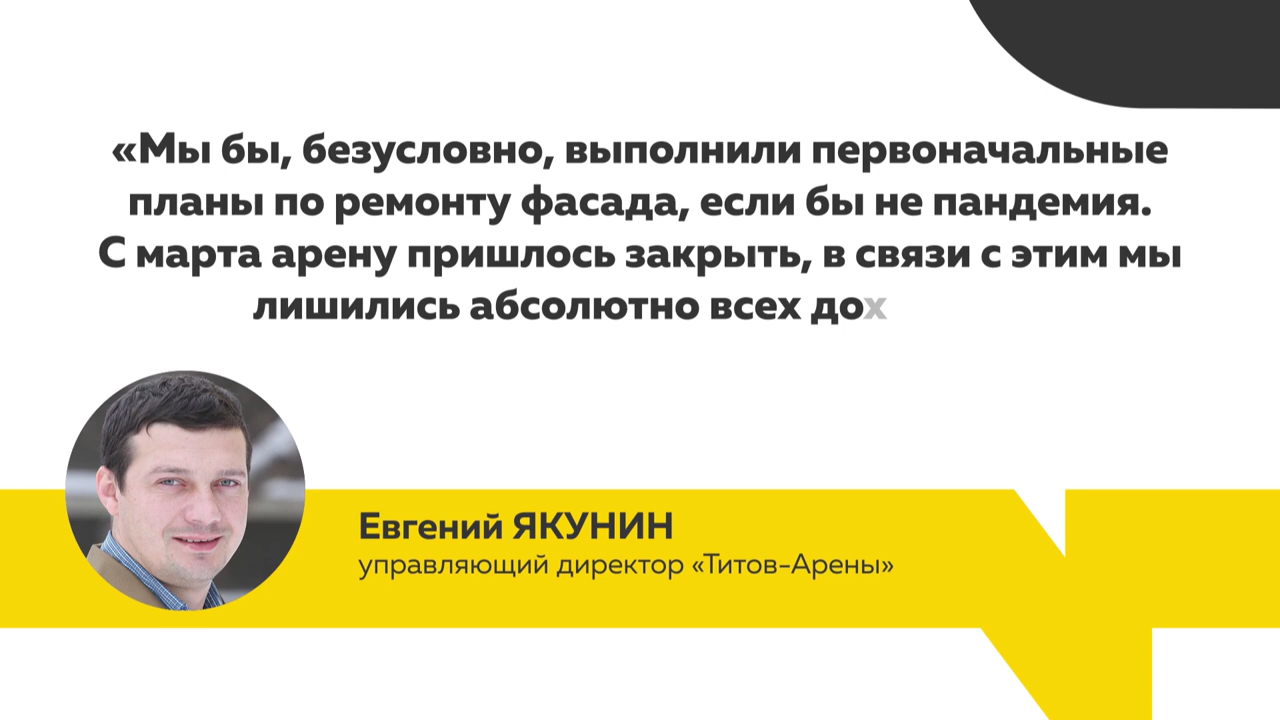 «Мы бы, безусловно, выполнили первоначальные
планы по ремонту фасада, если бы не пандемия.
С марта арену пришлось закрыть, в связи с этим мы
лишились абсолютно всех дох
Евгений ЯКУНИН
управляющий директор «Титов-Арены»